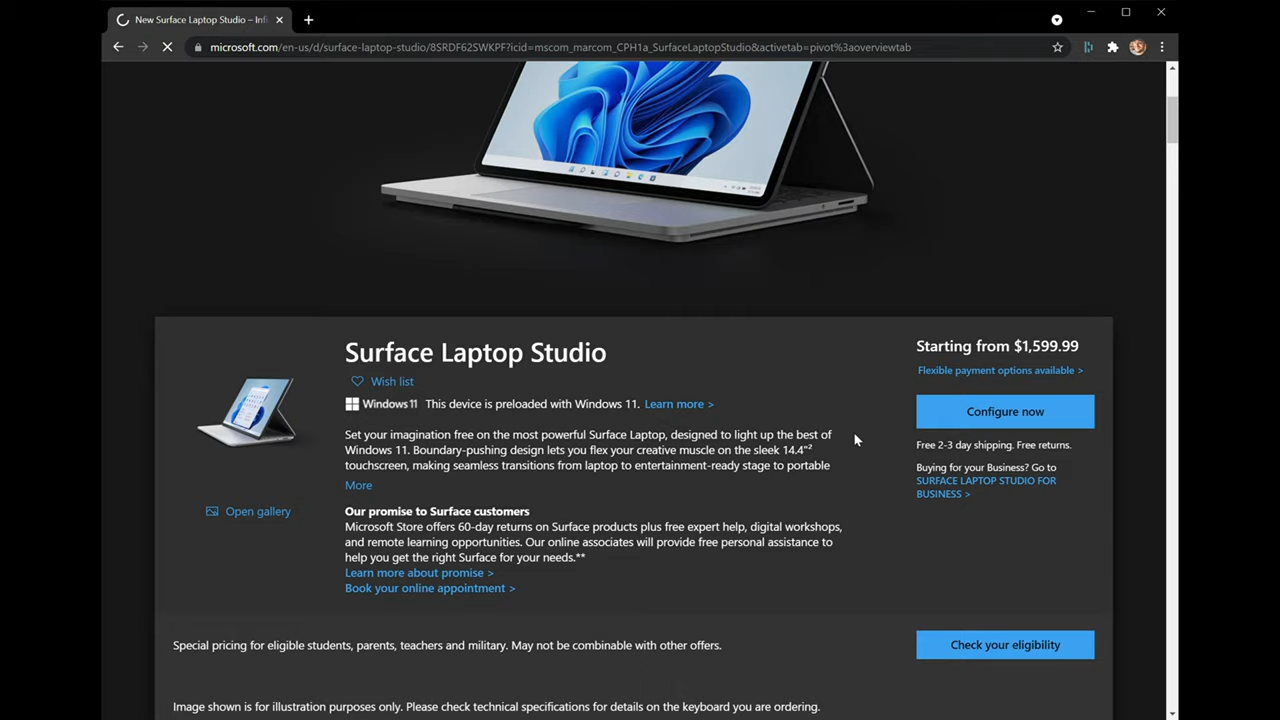 New Surface Laptop Studio – Inf
microsoft.com/en-us/d/surface-laptop-studio/8SRDF62SWKPF?icid=mscom_marcom_CPH1a_SurfaceLaptopStudio&activetab=pivot%3aoverviewtab
Surface Laptop Studio
Wish list
Windows 11 This device is preloaded with Windows 11. Learn more >
Set your imagination free on the most powerful Surface Laptop, designed to light up the best of
Windows 11. Boundary-pushing design lets you flex your creative muscle on the sleek 14.4"²
touchscreen, making seamless transitions from laptop to entertainment-ready stage to portable
More
Open gallery
Our promise to Surface customers
Microsoft Store offers 60-day returns on Surface products plus free expert help, digital workshops,
and remote learning opportunities. Our online associates will provide free personal assistance to
help you get the right Surface for your needs.**
Learn more about promise >
Book your online appointment >
Starting from $1,599.99
Flexible payment options available >
Configure now
Free 2-3 day shipping. Free returns.
Buying for your Business? Go to
SURFACE LAPTOP STUDIO FOR
BUSINESS >
Special pricing for eligible students, parents, teachers and military. May not be combinable with other offers.
Check your eligibility
Image shown is for illustration purposes only. Please check technical specifications for details on the keyboard you are ordering.